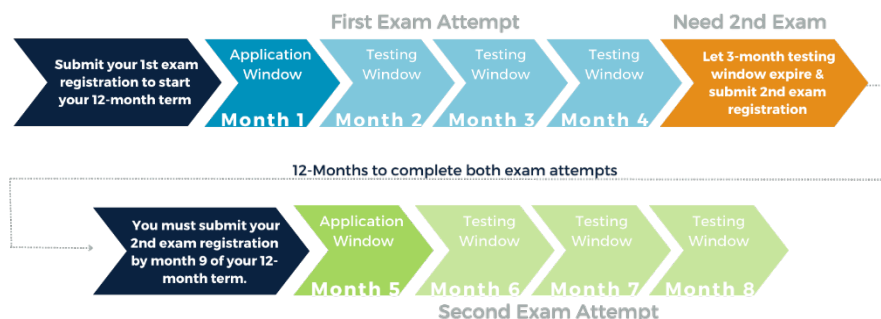 First Exam Attempt
Need 2nd Exam
Submit your 1st exam
registration to start
your 12-month term
Application
Window
Month 1
Testing
Window
Month 2
Testing
Window
Month 3
Testing
Window
Month 4
Let 3-month testing
window expire &
submit 2nd exam
registration
12-Months to complete both exam attempts
You must submit your
2nd exam registration
by month 9 of your 12-
month term.
Application
Window
Month 5
Testing
Window
Month 6
Testing
Window
Month 7
Testing
Window
Month 8
Second Exam Attempt